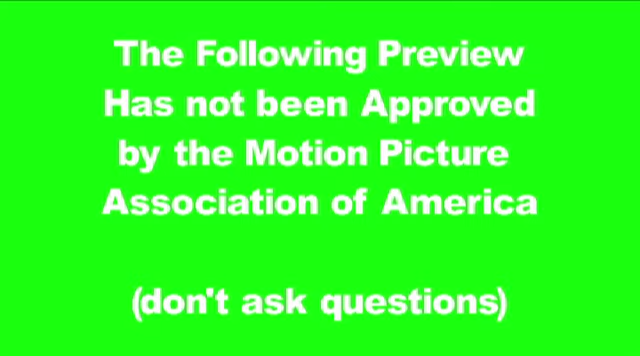 The Following Preview
Has not been Approved
by the Motion Picture
Association of America
(don't ask questions)